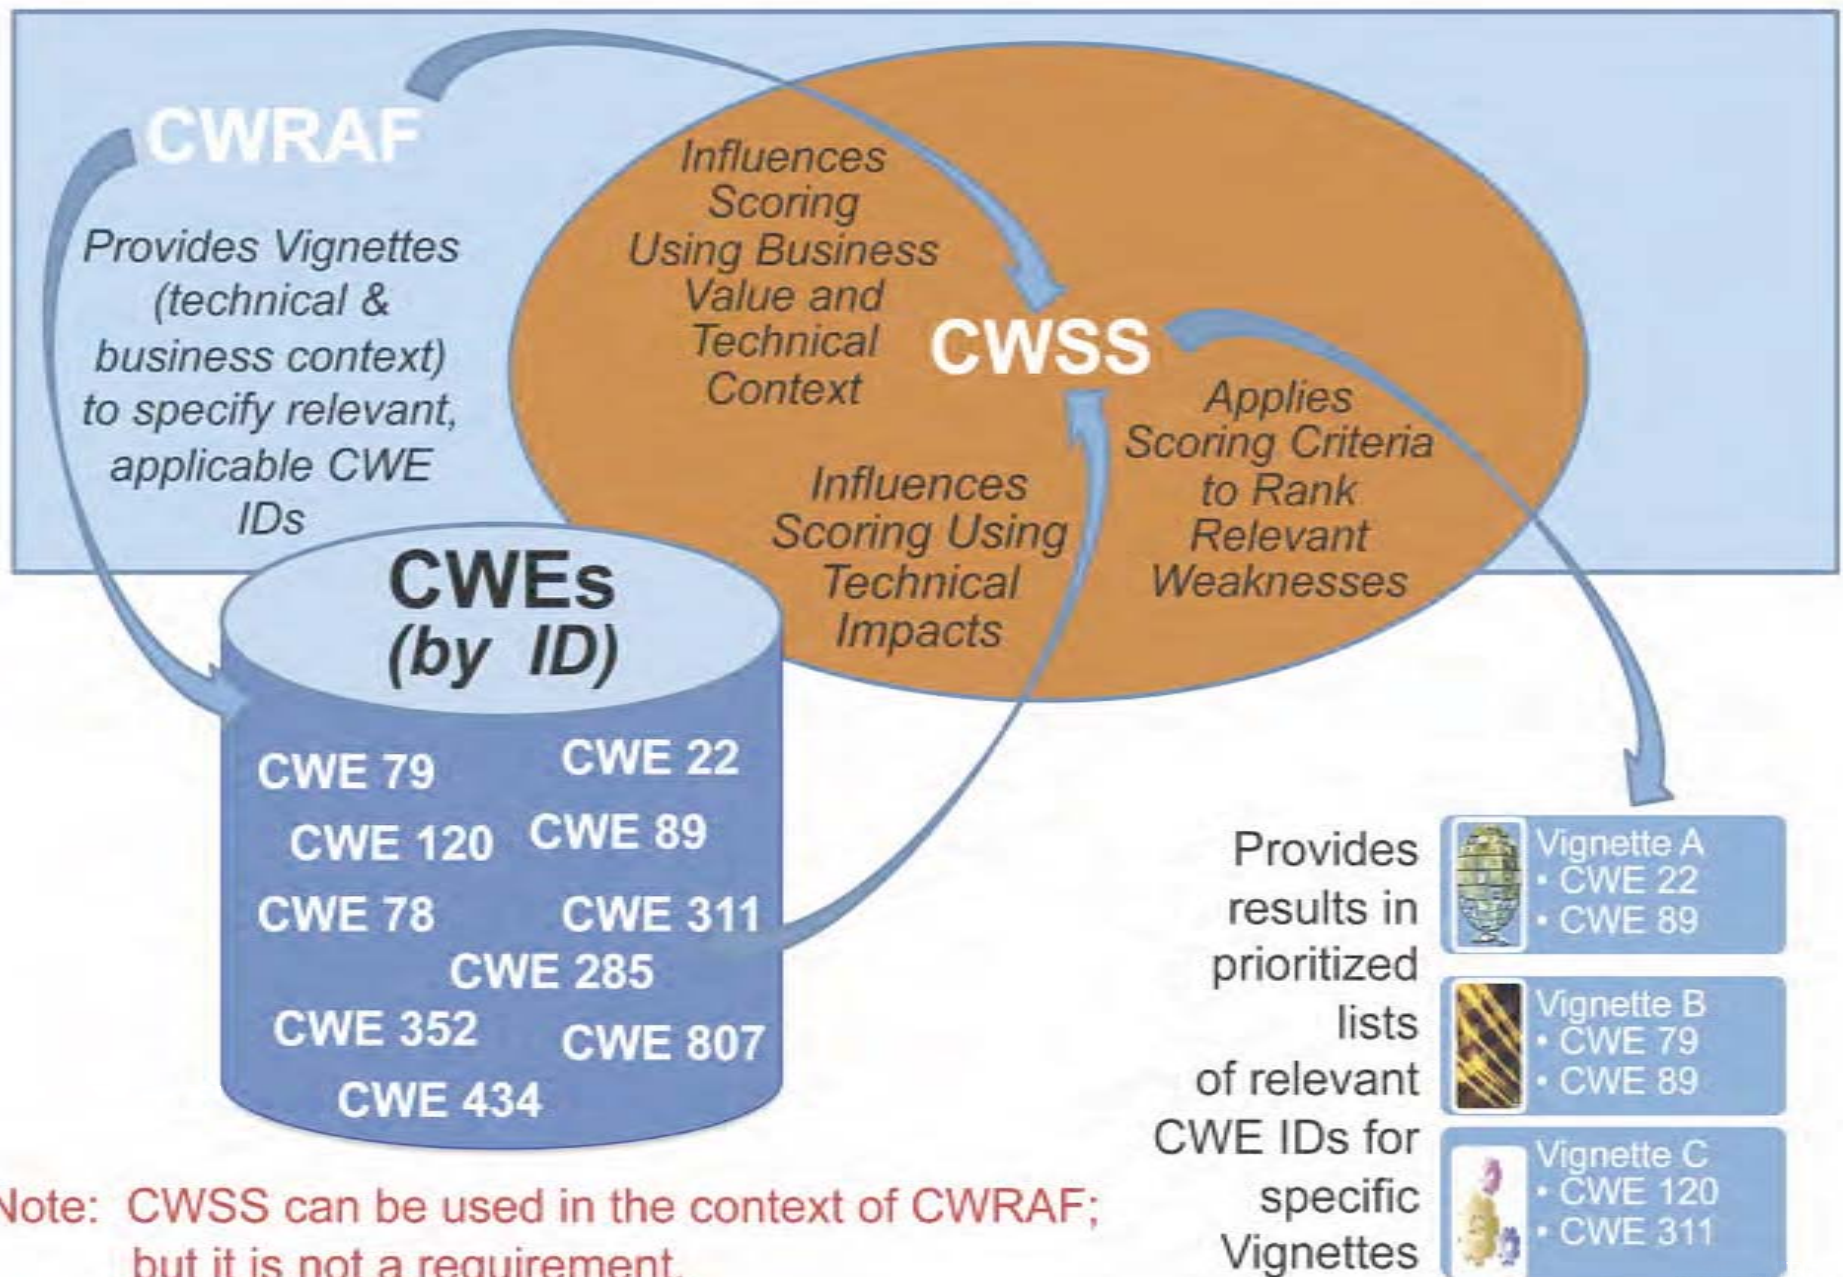 CWRAF
Provides Vignettes
(technical &
business context)
to specify relevant,
applicable CWE
IDs
Influences
Scoring
Using Business
Value and
Technical
Context
CWSS
Influences
Scoring Using
Technical
Impacts
Applies
Scoring Criteria
to Rank
Relevant
Weaknesses
CWEs
(by ID)
CWE 79
CWE 22
CWE 120
CWE 89
CWE 78
CWE 311
CWE 285
CWE 352
CWE 807
CWE 434
Provides
results in
prioritized
lists
of relevant
CWE IDs for
specific
Vignettes
Vignette A
• CWE 22
• CWE 89
Vignette B
• CWE 79
• CWE 89
Vignette C
• CWE 120
• CWE 311
Note: CWSS can be used in the context of CWRAF;
but it is not a requirement.